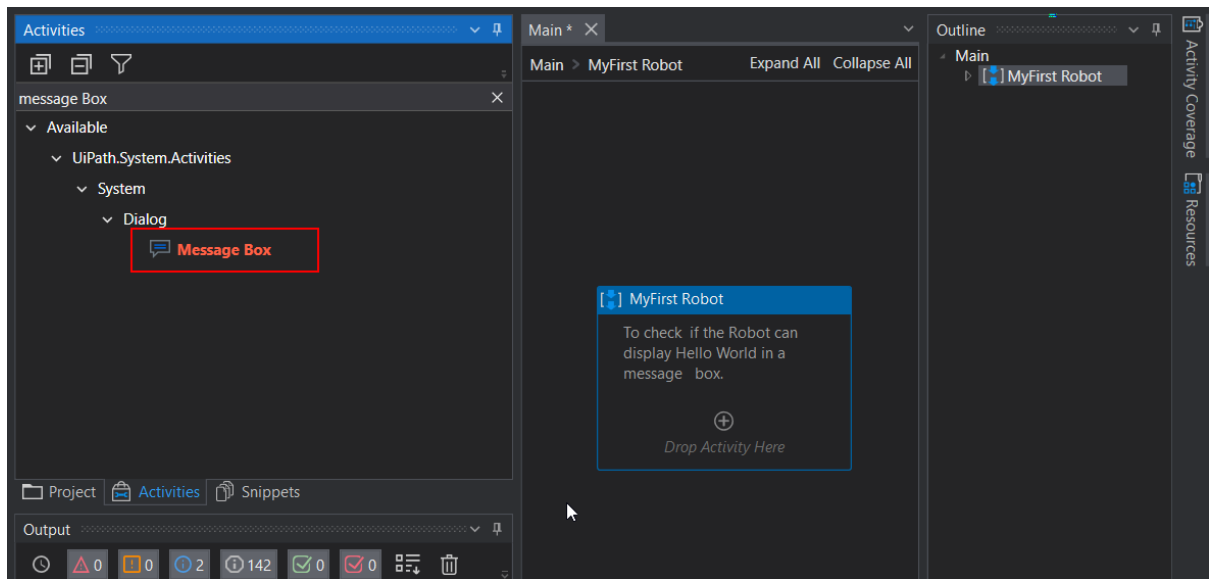 Activities
message Box
Available
UiPath.System.Activities
System
Dialog
Message Box
Project Activities Snippets
Output
0 0 2 142 0 0
Main *
Main > MyFirst Robot Expand All Collapse All
MyFirst Robot
To check if the Robot can
display Hello World in a
message box.
Drop Activity Here
Outline
Main
MyFirst Robot
Activity Coverage
Resources